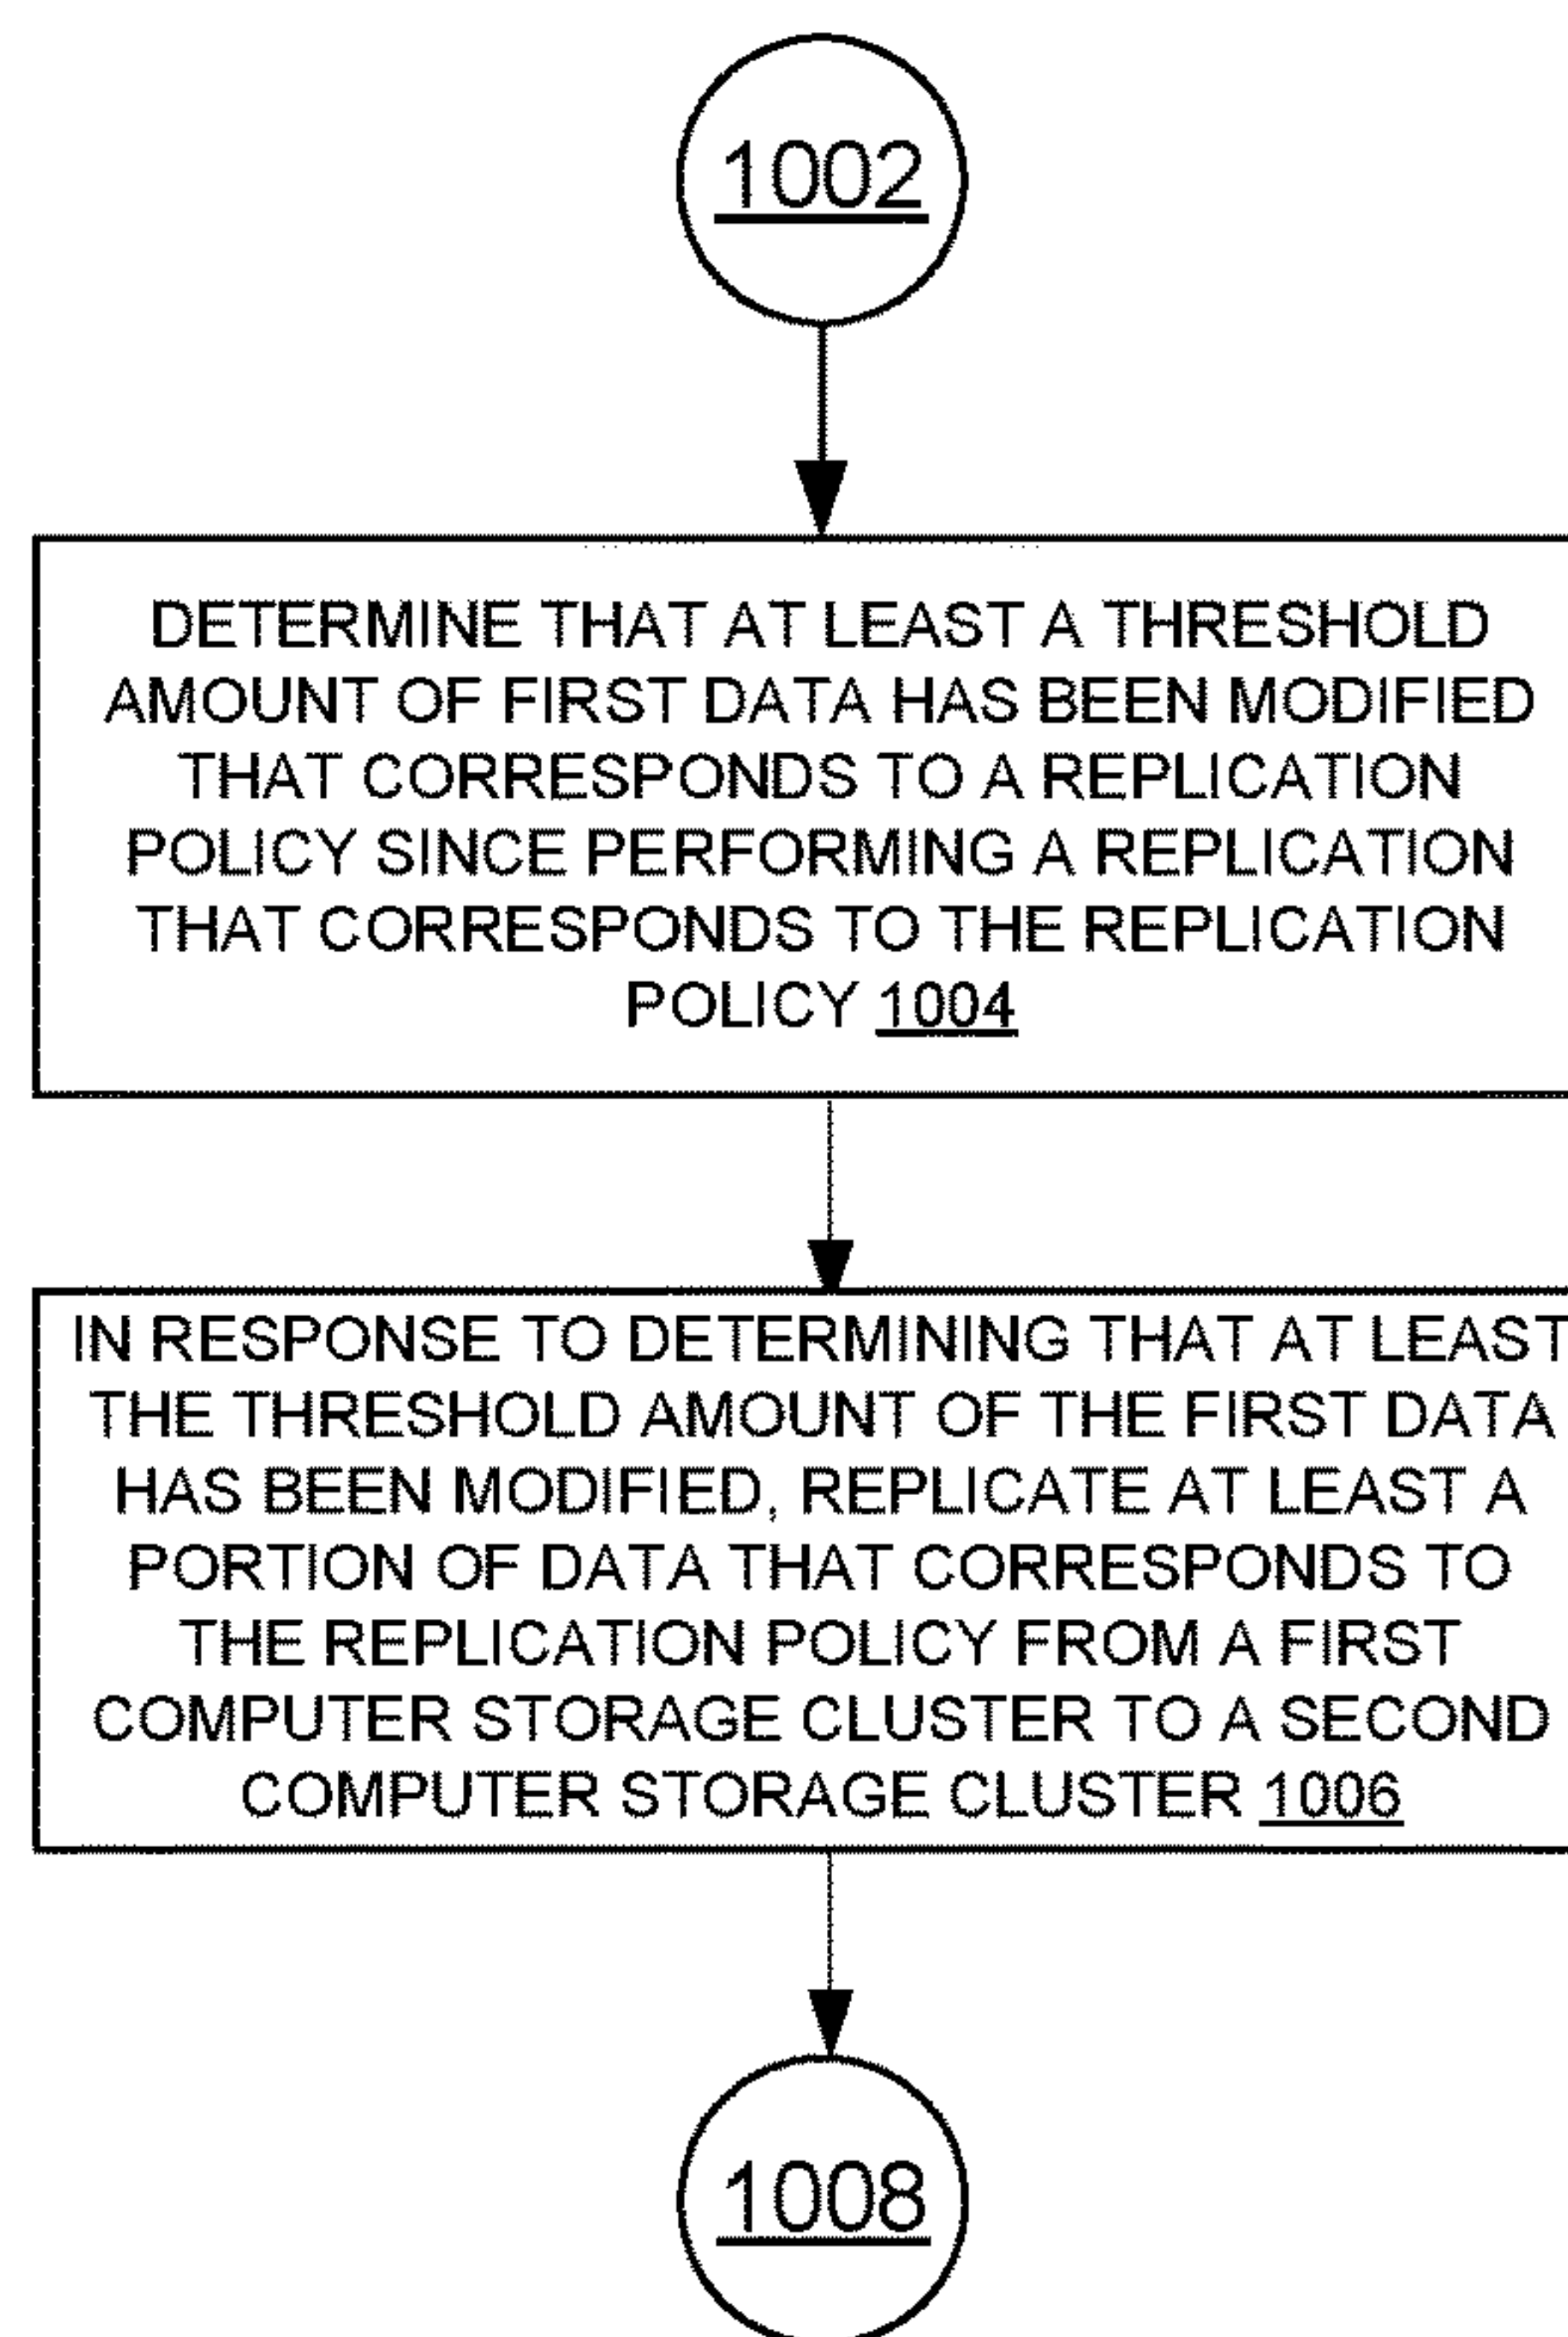 1002
DETERMINE THAT AT LEAST A THRESHOLD
AMOUNT OF FIRST DATA HAS BEEN MODIFIED
THAT CORRESPONDS TO A REPLICATION
POLICY SINCE PERFORMING A REPLICATION
THAT CORRESPONDS TO THE REPLICATION
POLICY 1004
IN RESPONSE TO DETERMINING THAT AT LEAST
THE THRESHOLD AMOUNT OF THE FIRST DATA
HAS BEEN MODIFIED, REPLICATE AT LEAST A
PORTION OF DATA THAT CORRESPONDS TO
THE REPLICATION POLICY FROM A FIRST
COMPUTER STORAGE CLUSTER TO A SECOND
COMPUTER STORAGE CLUSTER 1006
1008